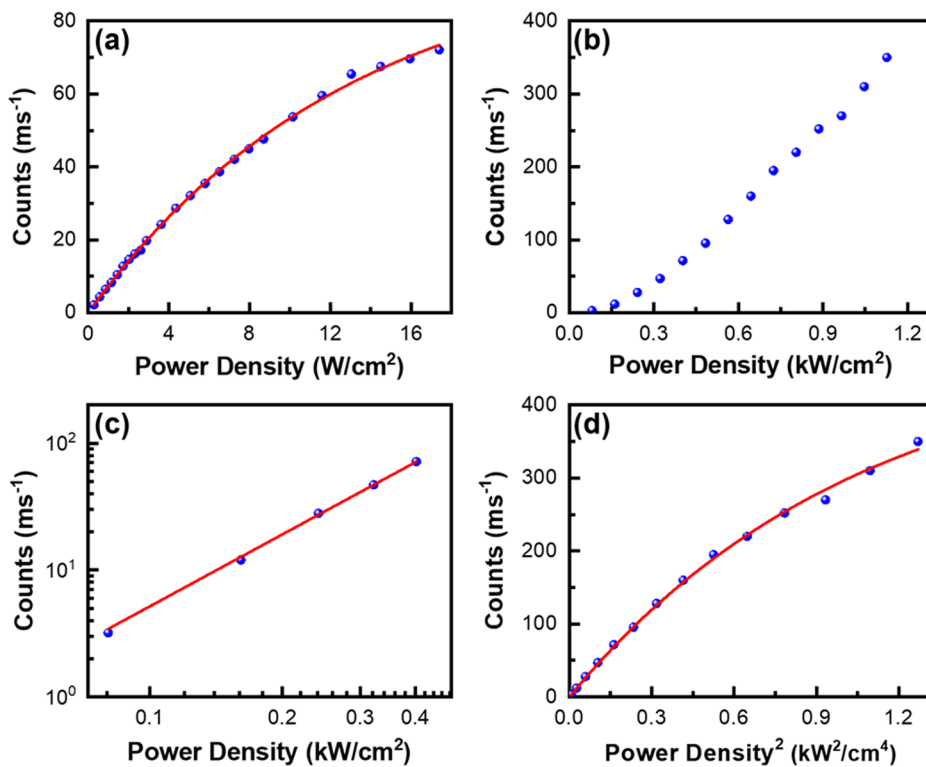 (a)
80
60
40
20
0
Counts (ms⁻¹)
0 4 8 12 16
Power Density (W/cm²)
(b)
400
300
200
100
0
Counts (ms⁻¹)
0.0 0.3 0.6 0.9 1.2
Power Density (kW/cm²)
(c)
10²
10¹
10⁰
Counts (ms⁻¹)
0.1 0.2 0.3 0.4
Power Density (kW/cm²)
(d)
400
300
200
100
0
Counts (ms⁻¹)
0.0 0.3 0.6 0.9 1.2
Power Density² (kW²/cm⁴)